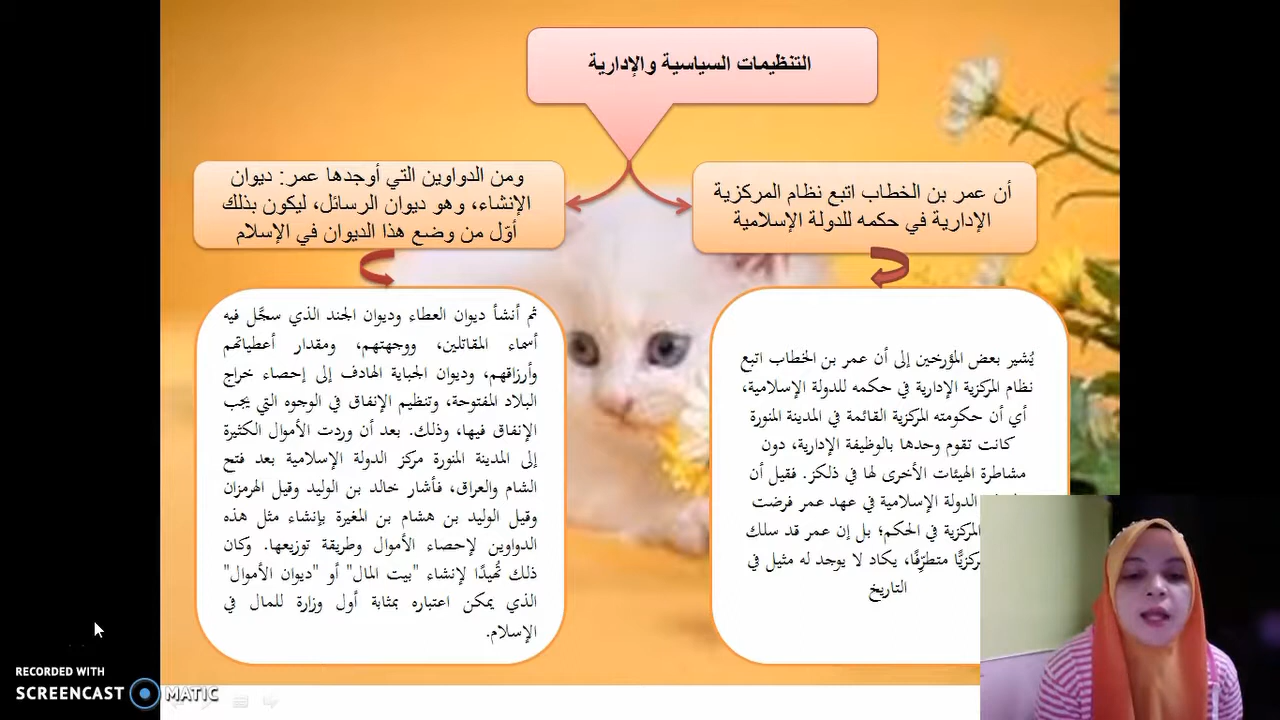 التنظيمات السياسية والإدارية
أن عمر بن الخطاب اتبع نظام المركزية
الإدارية في حكمه للدولة الإسلامية
ومن الدواوين التي أوجدها عمر: ديوان
الإنشاء، وهو ديوان الرسائل، ليكون بذلك
أوّل من وضع هذا الديوان في الإسلام
يُشير بعض المؤرخين إلى أن عمر بن الخطاب اتبع
نظام المركزية الإدارية في حكمه للدولة الإسلامية،
أي أن حكومته المركزية القائمة في المدينة المنورة
كانت تقوم وحدها بالوظيفة الإدارية، دون
مشاطرة الهيئات الأخرى لها في ذلكز. فقيل أن
الدولة الإسلامية في عهد عمر فرضت
المركزية في الحكم؛ بل إن عمر قد سلك
متطرِّفًا، يكاد لا يوجد له مثيل في
التاريخ
ثم أنشأ ديوان العطاء وديوان الجند الذي سجَّل فيه
أسماء المقاتلين، ووجهتهم، ومقدار أعطياتهم
وأرزاقهم، وديوان الجباية الهادف إلى إحصاء خراج
البلاد المفتوحة، وتنظيم الإنفاق في الوجوه التي يجب
الإنفاق فيها، وذلك. بعد أن وردت الأموال الكثيرة
إلى المدينة المنورة مركز الدولة الإسلامية بعد فتح
الشام والعراق، فأشار خالد بن الوليد وقيل الهرمزان
وقيل الوليد بن هشام بن المغيرة بإنشاء مثل هذه
الدواوين لإحصاء الأموال وطريقة توزيعها. وكان
ذلك تمهيدًا لإنشاء "بيت المال" أو "ديوان الأموال"
الذي يمكن اعتباره بمثابة أول وزارة للمال في
الإسلام.
RECORDED WITH
SCREENCAST MATIC